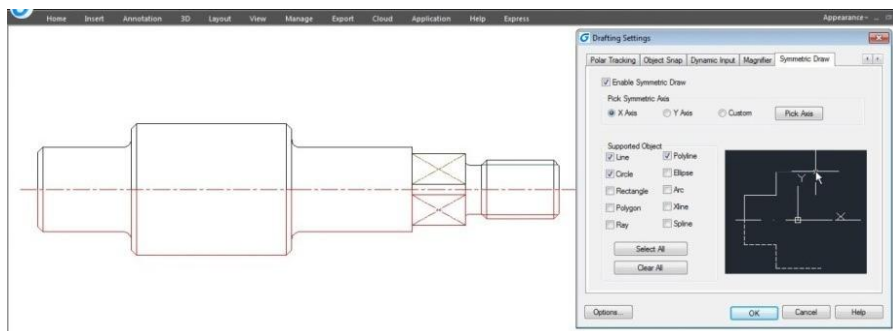 Home Insert Annotation 3D Layout View Manage Export Cloud Application Help Express Appearance
Drafting Settings
Polar Tracking Object Snap Dynamic Input Magnifier Symmetric Draw
Enable Symmetric Draw
Pick Symmetric Axis
X Axis Y Axis Custom Pick Axis
Supported Object
Line Polyline
Circle Ellipse
Rectangle Arc
Polygon Xline
Ray Spline
Select All
Clear All
Y
X
Options... OK Cancel Help